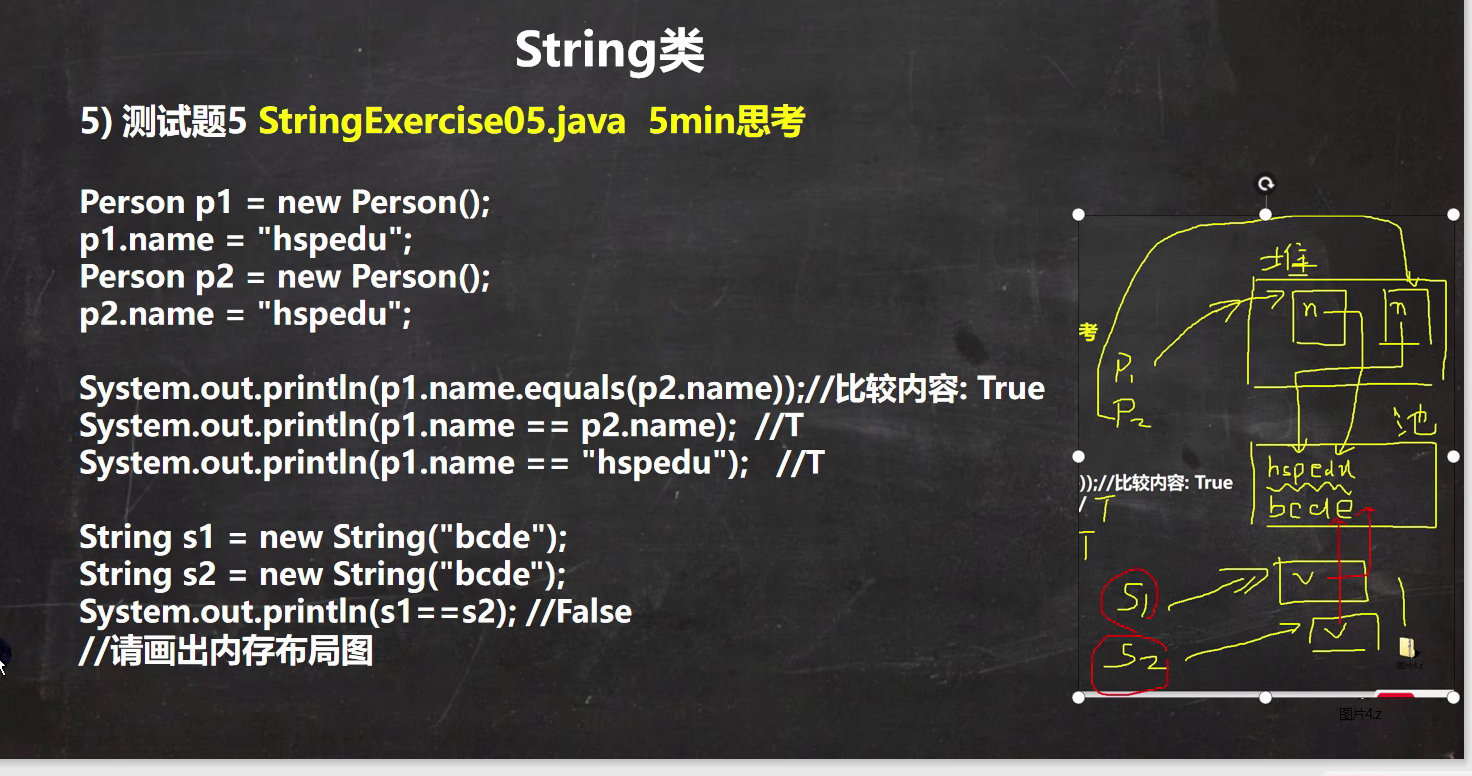 String类
5) 测试题5 StringExercise05.java 5min思考
Person p1 = new Person();
p1.name = "hspedu";
Person p2 = new Person();
p2.name = "hspedu";
System.out.println(p1.name.equals(p2.name));//比较内容: True
System.out.println(p1.name == p2.name); //T
System.out.println(p1.name == "hspedu"); //T
String s1 = new String("bcde");
String s2 = new String("bcde");
System.out.println(s1==s2); //False
//请画出内存布局图
堆
n n
考
P1
P2
池
hspedu
bcde
));//比较内容: True
/ T
T
S1
v
S2
v
图片4.z
图片4.z